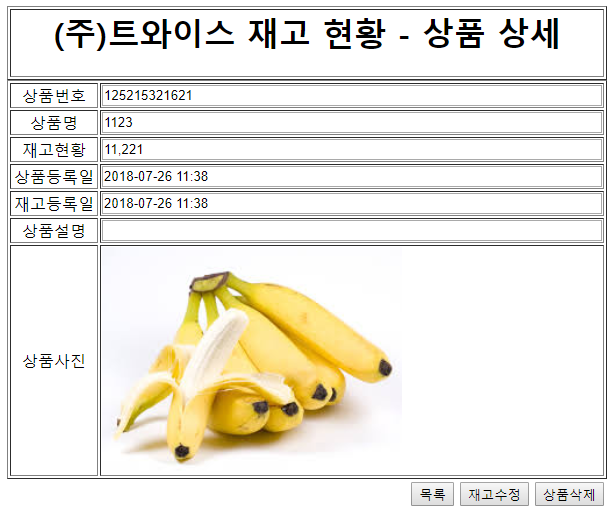 (주)트와이스 재고 현황 - 상품 상세
상품번호 125215321621
상품명 1123
재고현황 11,221
상품등록일 2018-07-26 11:38
재고등록일 2018-07-26 11:38
상품설명
상품사진
목록 재고수정 상품삭제